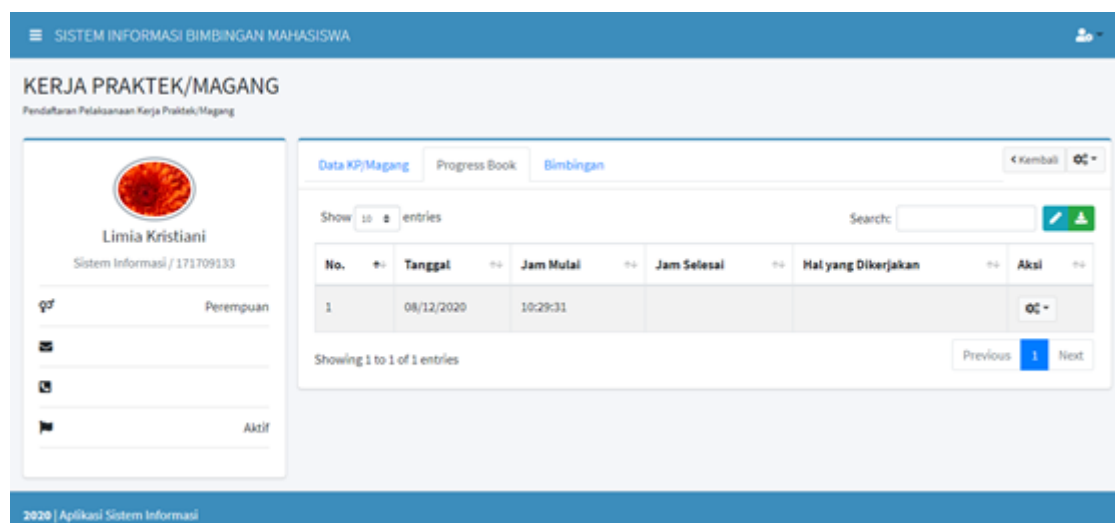 SISTEM INFORMASI BIMBINGAN MAHASISWA
KERJA PRAKTEK/MAGANG
Pendaftaran Pelaksanaan Kerja Praktek/Magang
Limia Kristiani
Sistem Informasi / 171709133
Perempuan
Aktif
Data KP/Magang Progress Book Bimbingan Kembali
Show 10 entries Search:
No. Tanggal Jam Mulai Jam Selesai Hal yang Dikerjakan Aksi
1 08/12/2020 10:29:31
Showing 1 to 1 of 1 entries Previous 1 Next
2020 | Aplikasi Sistem Informasi